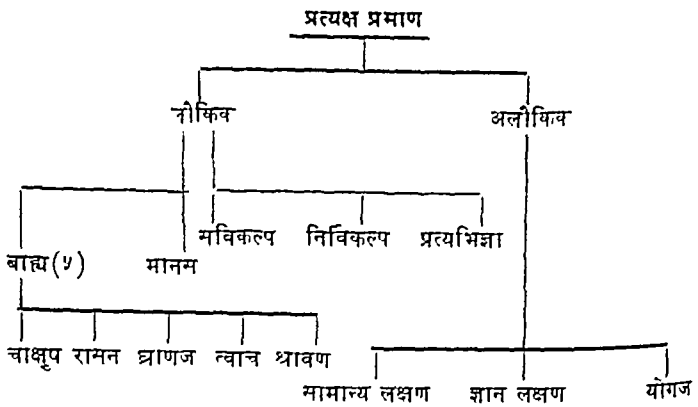 प्रत्यक्ष प्रमाण
लौकिक अलौकिक
सविकल्प निर्विकल्प प्रत्यभिज्ञा
बाह्य (५) मानस
चाक्षुष रासन घ्राणज त्वाच श्रावण
सामान्य लक्षण ज्ञान लक्षण योगज